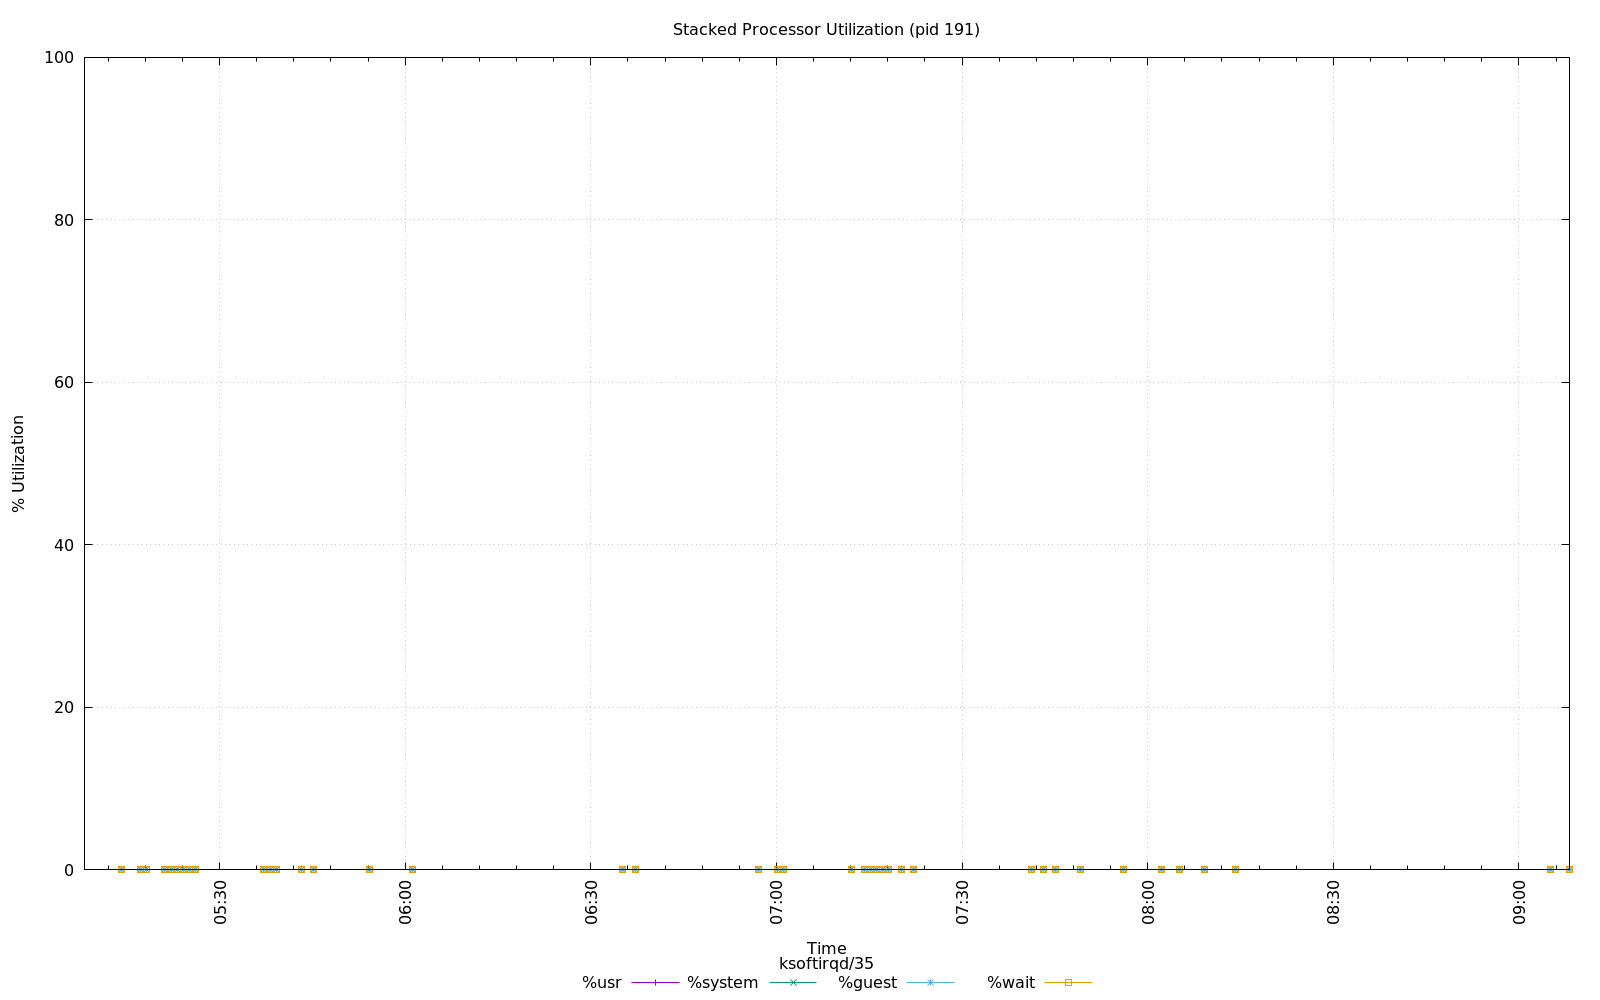 Stacked Processor Utilization (pid 191)
100
80
60
40
20
0
% Utilization
05:30
06:00
06:30
07:00
07:30
08:00
08:30
09:00
Time
ksoftirqd/35
%usr %system %guest %wait